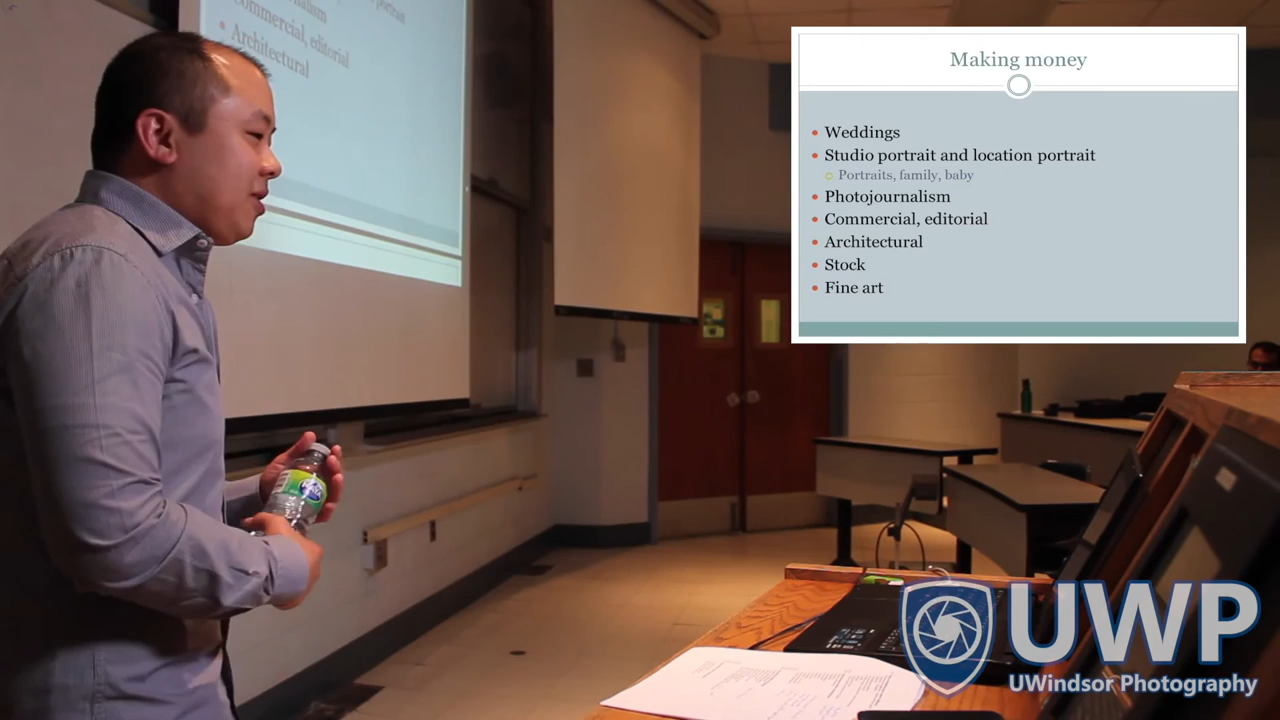 portrait
Commercial, editorial
Architectural
Making money
Weddings
Studio portrait and location portrait
Portraits, family, baby
Photojournalism
Commercial, editorial
Architectural
Stock
Fine art
UWP
UWindsor Photography